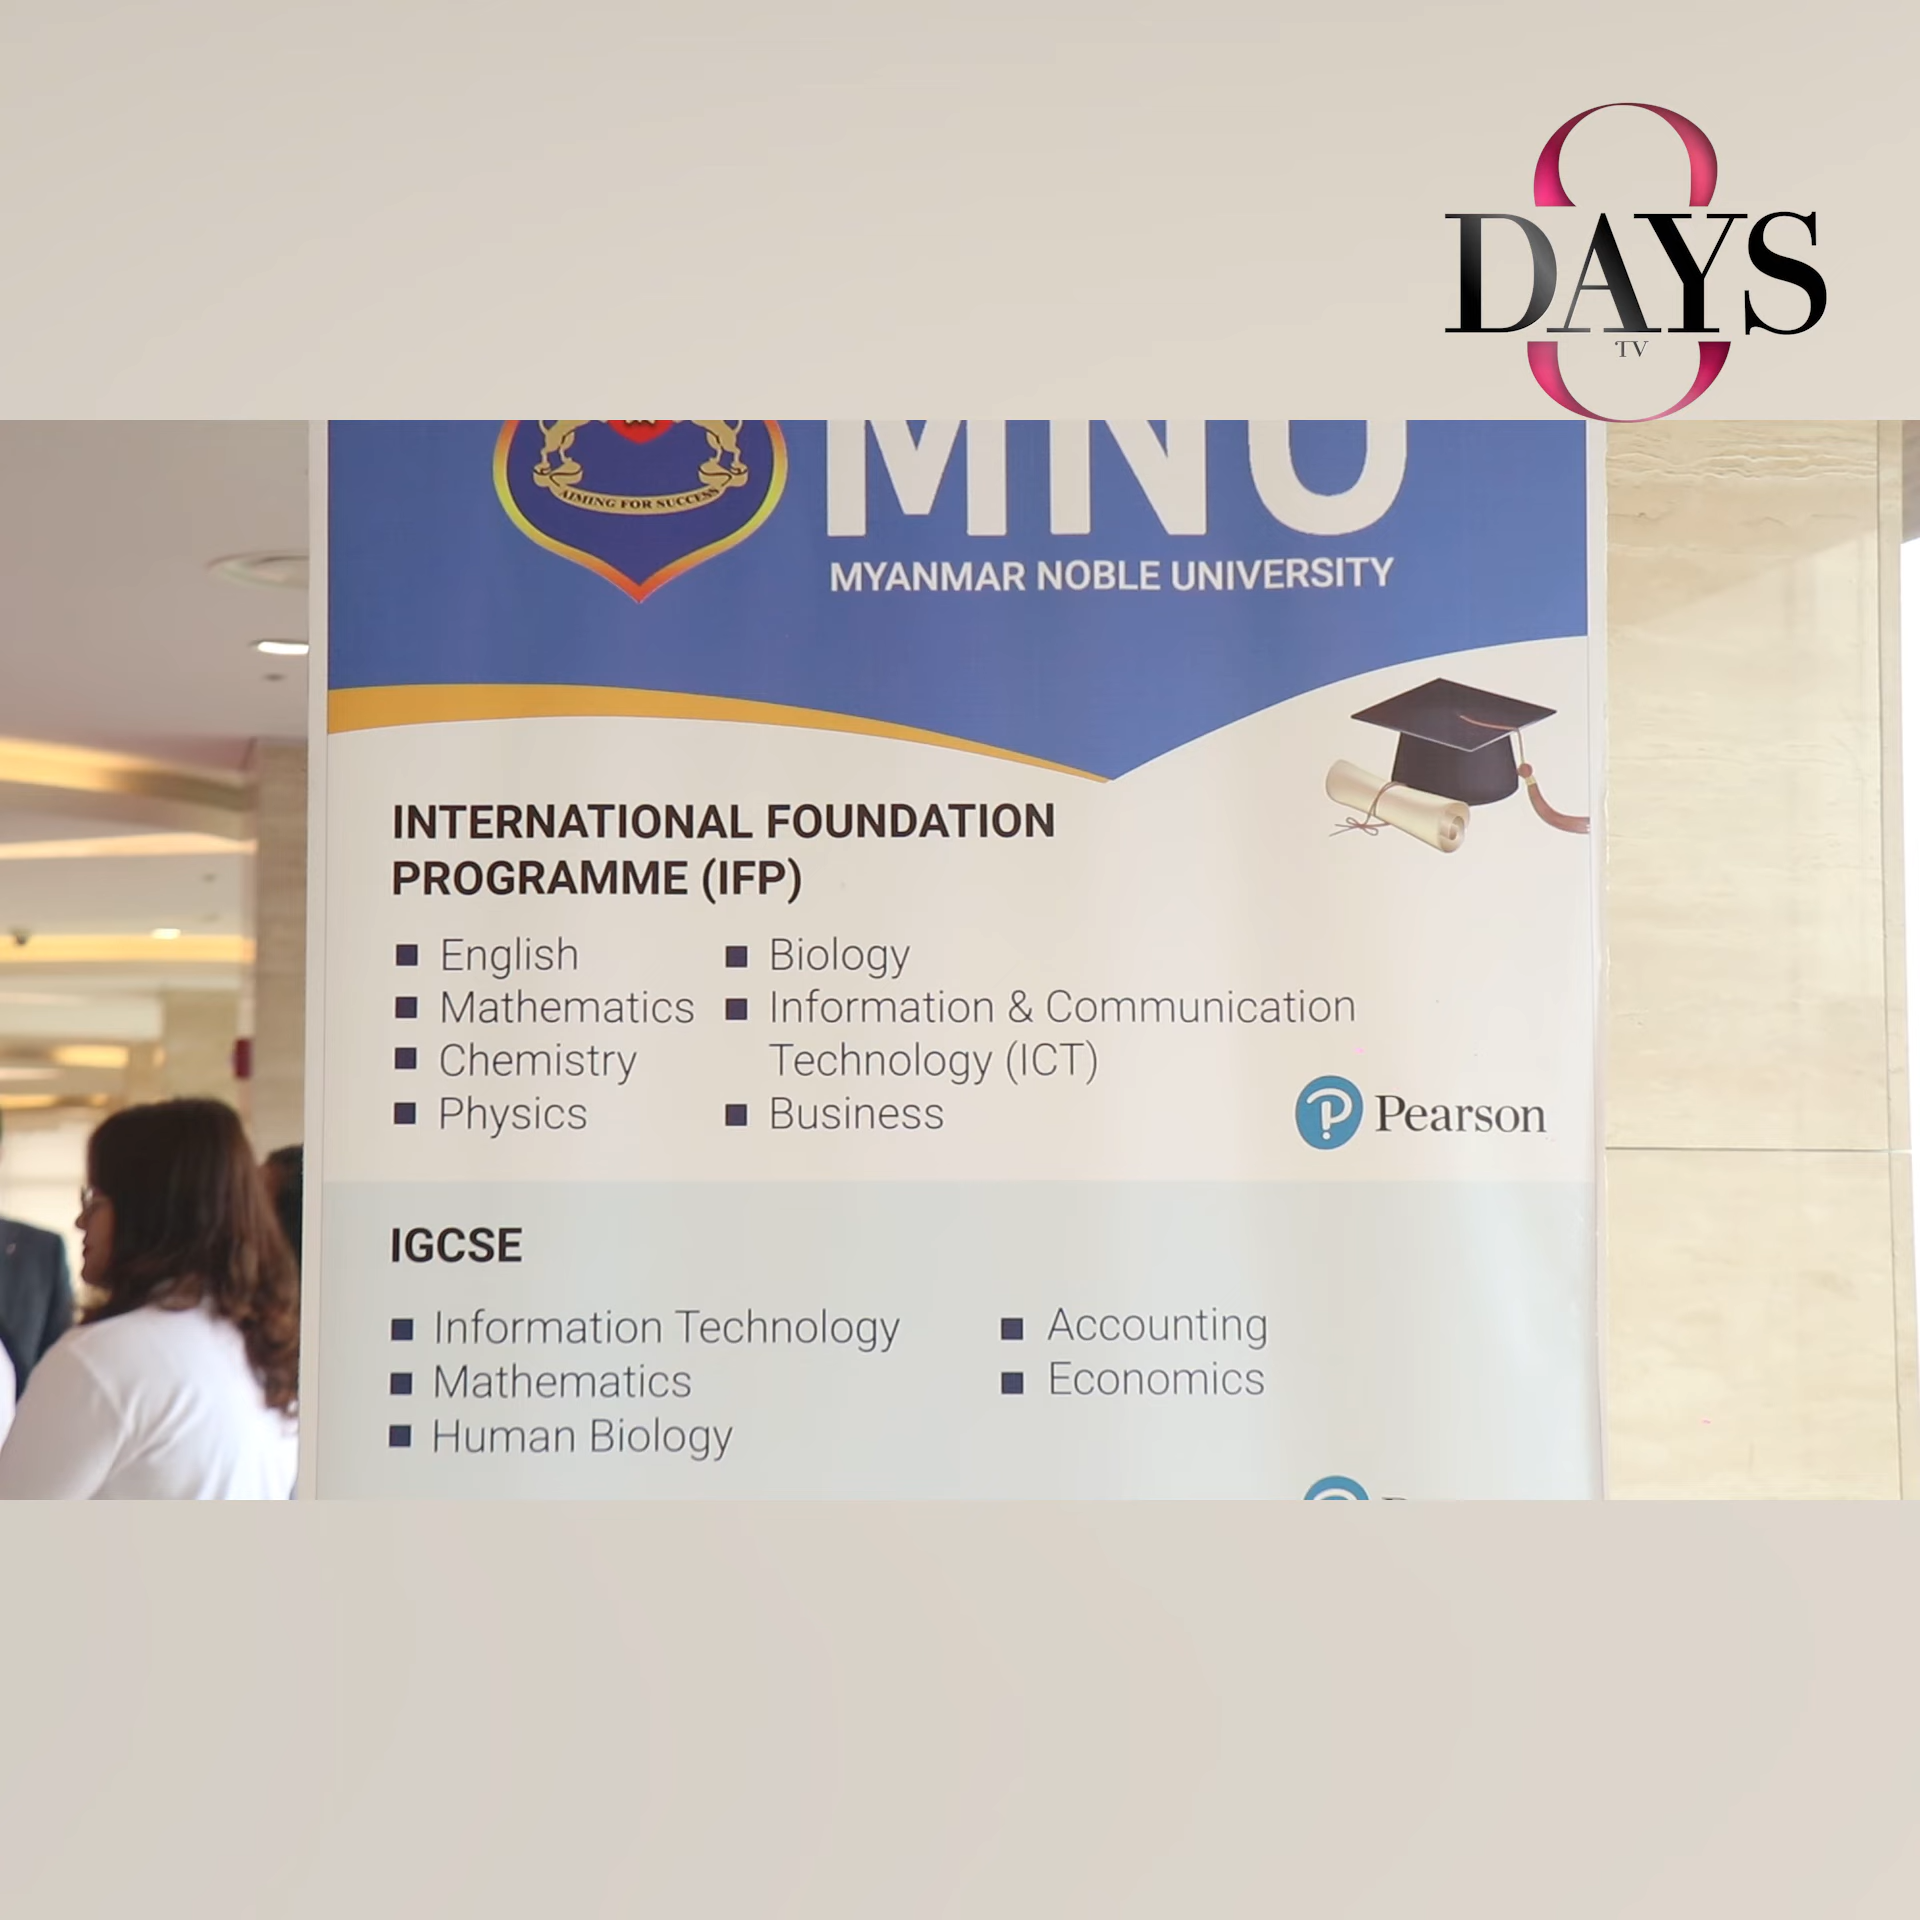 8
DAYS
TV
AIMING FOR SUCCESS
MNU
MYANMAR NOBLE UNIVERSITY
INTERNATIONAL FOUNDATION
PROGRAMME (IFP)
■ English
■ Mathematics
■ Chemistry
■ Physics
■ Biology
■ Information & Communication
Technology (ICT)
■ Business
Pearson
IGCSE
■ Information Technology
■ Mathematics
■ Human Biology
■ Accounting
■ Economics